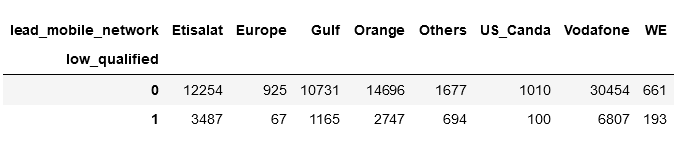 lead_mobile_network Etisalat Europe Gulf Orange Others US_Canda Vodafone WE
low_qualified
0 12254 925 10731 14696 1677 1010 30454 661
1 3487 67 1165 2747 694 100 6807 193